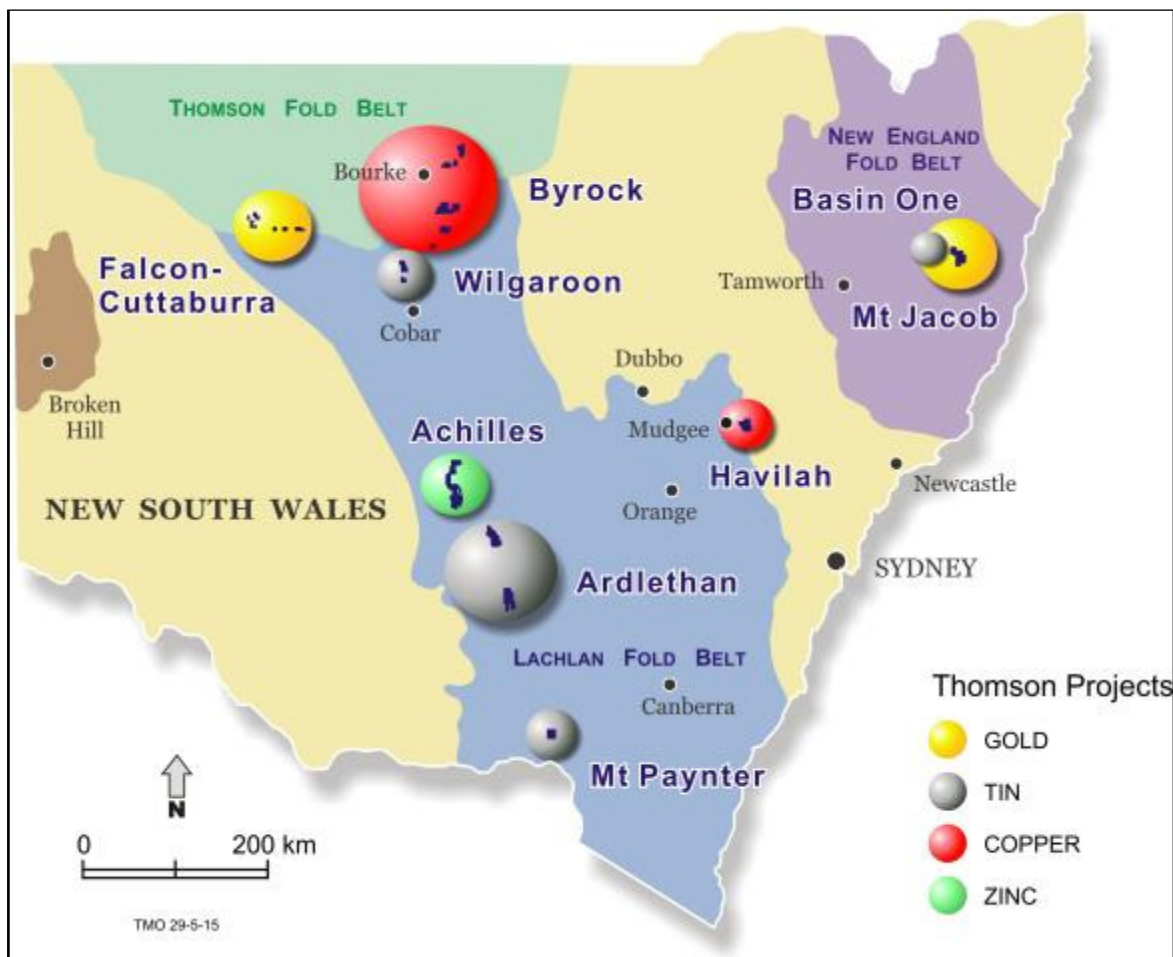 THOMSON FOLD BELT
NEW ENGLAND
FOLD BELT
Bourke
Byrock
Basin One
Falcon-
Cuttaburra
Wilgaroon
Tamworth
Mt Jacob
Cobar
Dubbo
Broken
Hill
Achilles
Mudgee
Havilah
Newcastle
NEW SOUTH WALES
Orange
Ardlethan
SYDNEY
LACHLAN FOLD BELT
Canberra
Mt Paynter
Thomson Projects
GOLD
TIN
COPPER
ZINC
N
0 200 km
TMO 29-5-15